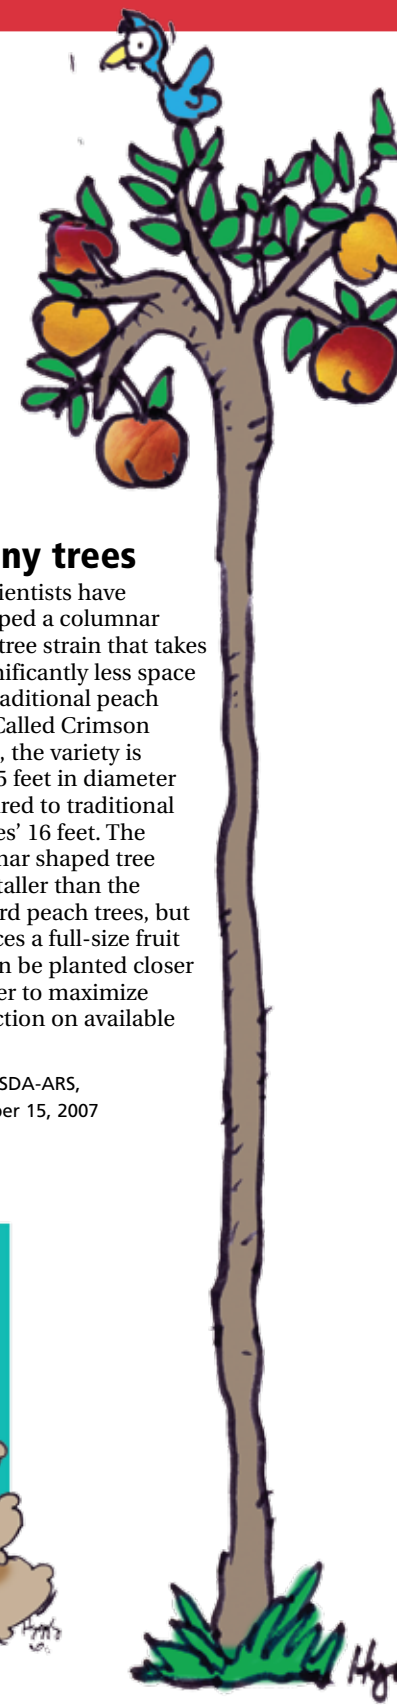 ny trees
ientists have
ped a columnar
tree strain that takes
nificantly less space
aditional peach
Called Crimson
, the variety is
5 feet in diameter
red to traditional
es’ 16 feet. The
nar shaped tree
taller than the
rd peach trees, but
ces a full-size fruit
n be planted closer
er to maximize
ction on available
SDA-ARS,
er 15, 2007